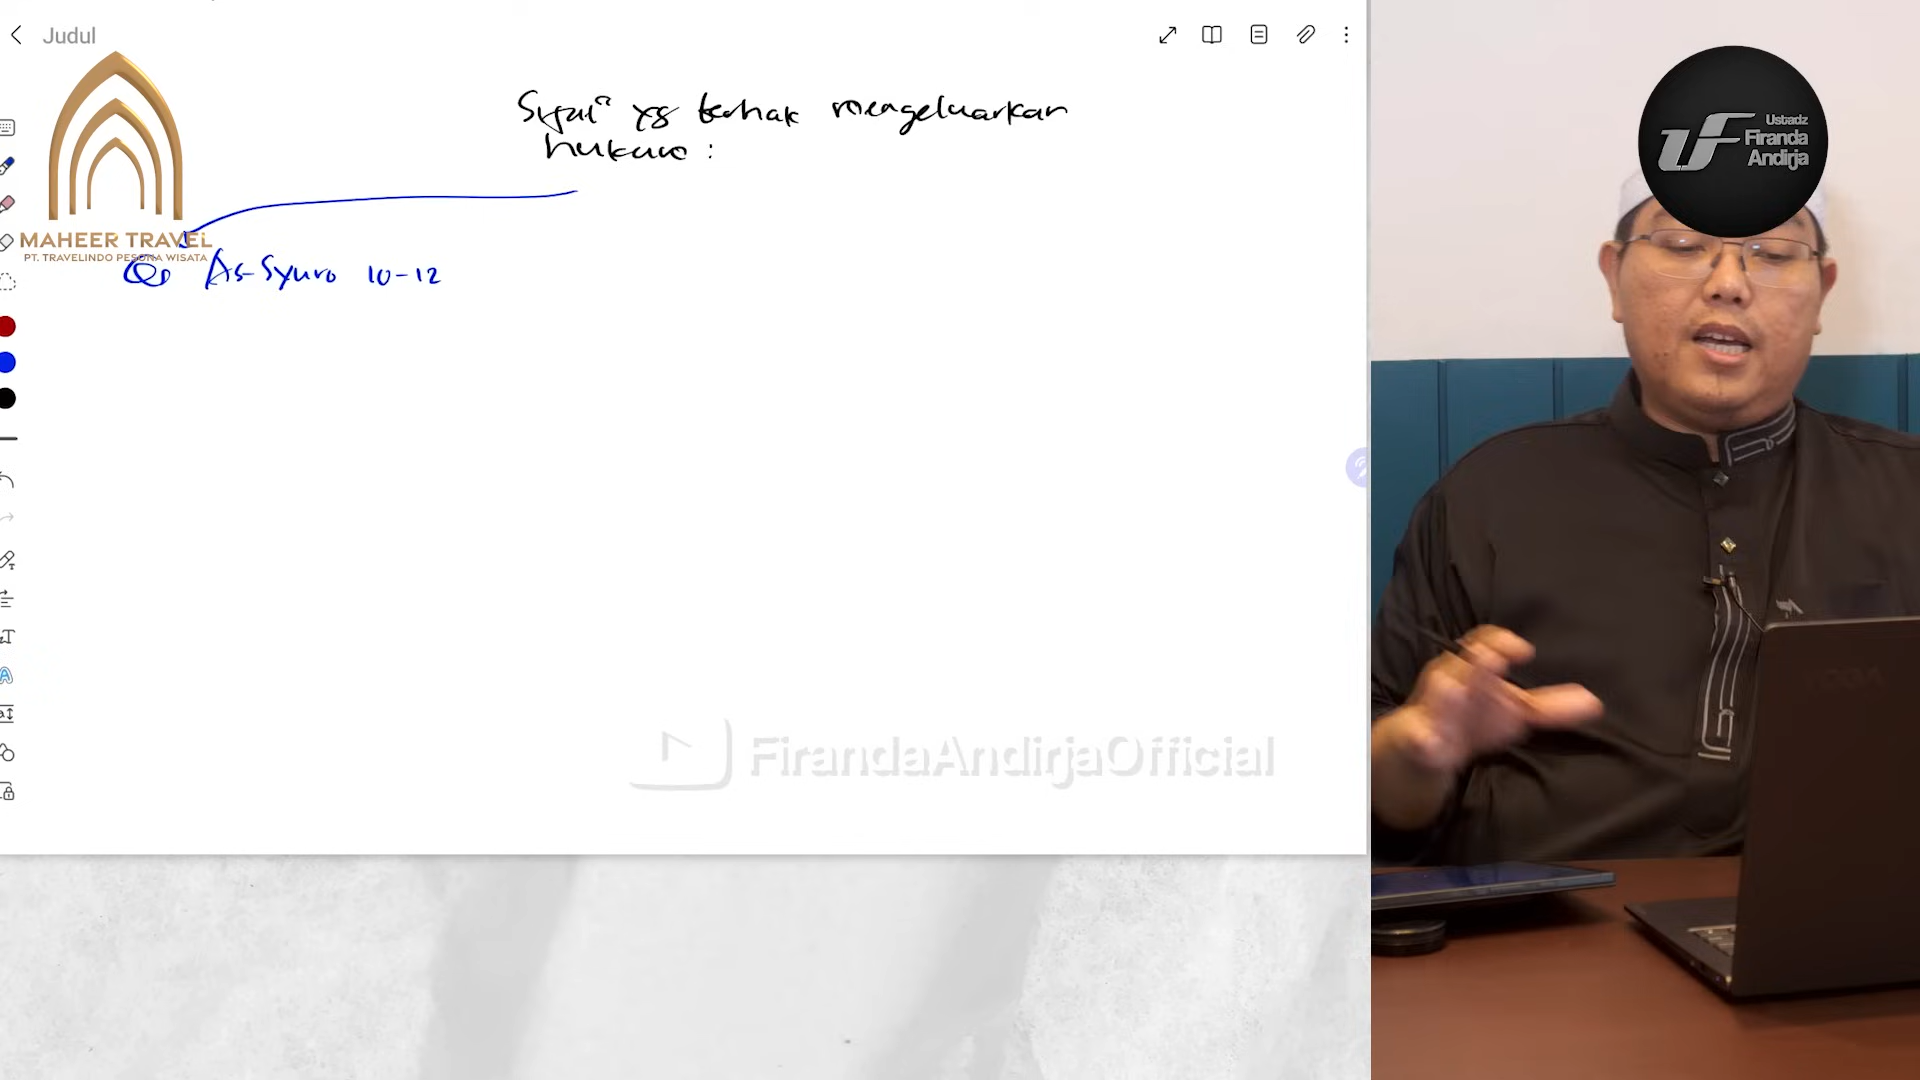 Judul
Syarat yg berhak mengeluarkan
hukum :
MAHEER TRAVEL
PT. TRAVELINDO PESONA WISATA
Qs As-Syuro 10-12
Ustadz
Firanda
Andirja
FirandaAndirjaOfficial